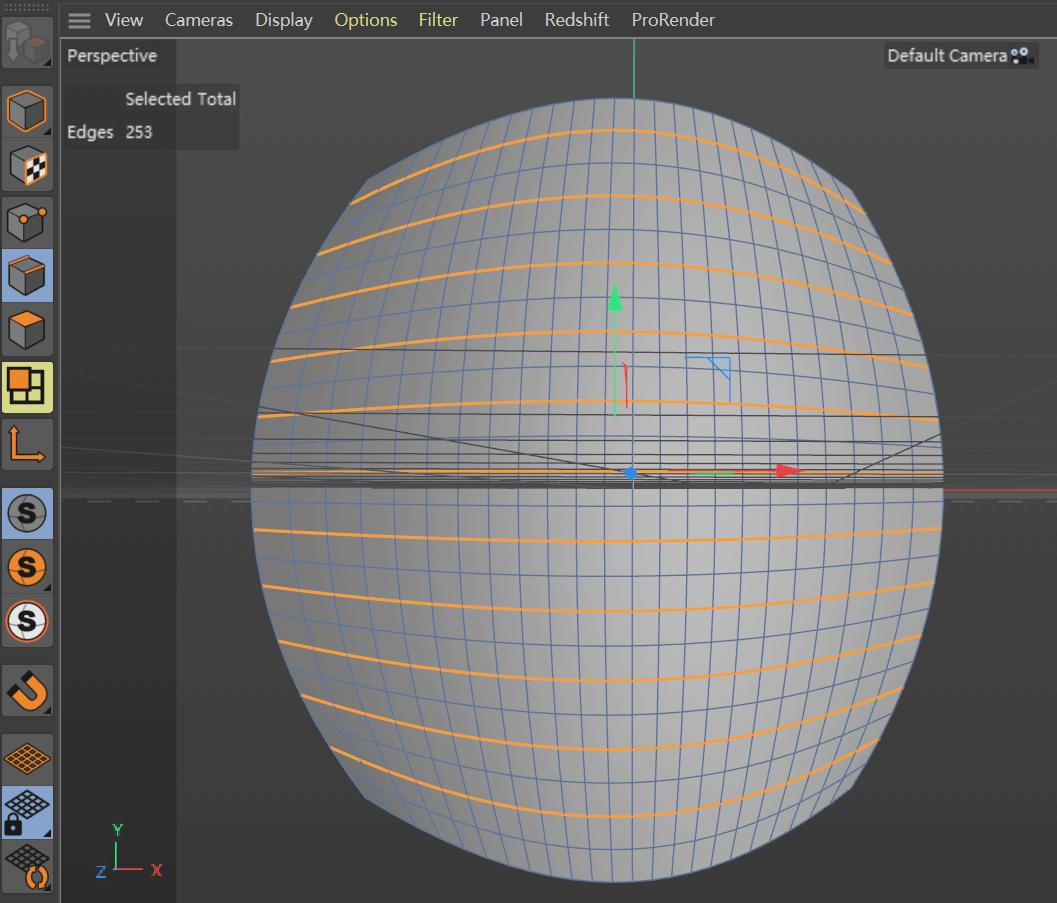 View Cameras Display Options Filter Panel Redshift ProRender
Perspective
Default Camera
Selected Total
Edges 253
S
S
S
Y
Z
X